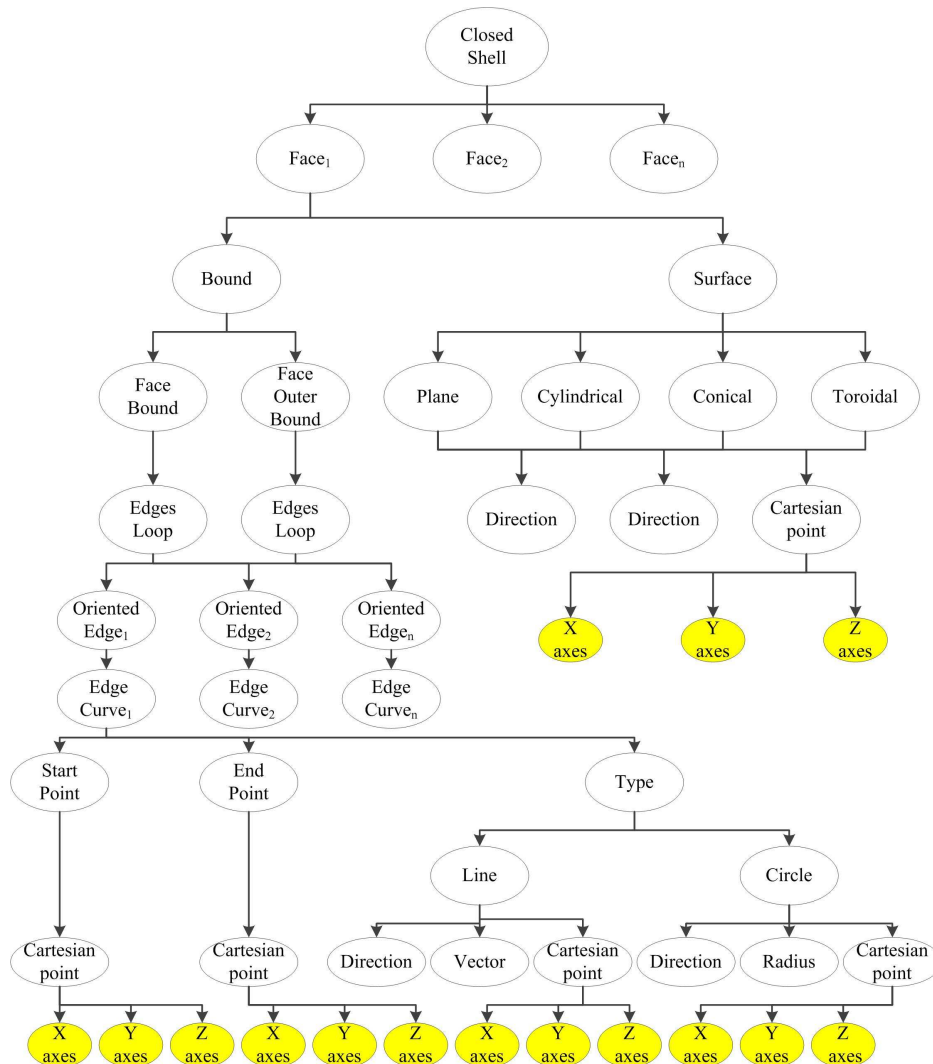 Closed
Shell
Face₁
Face₂
Faceₙ
Bound
Surface
Face
Bound
Face
Outer
Bound
Plane
Cylindrical
Conical
Toroidal
Edges
Loop
Edges
Loop
Direction
Direction
Cartesian
point
Oriented
Edge₁
Oriented
Edge₂
Oriented
Edgeₙ
X
axes
Y
axes
Z
axes
Edge
Curve₁
Edge
Curve₂
Edge
Curveₙ
Start
Point
End
Point
Type
Line
Circle
Cartesian
point
Cartesian
point
Direction
Vector
Cartesian
point
Direction
Radius
Cartesian
point
X
axes
Y
axes
Z
axes
X
axes
Y
axes
Z
axes
X
axes
Y
axes
Z
axes
X
axes
Y
axes
Z
axes